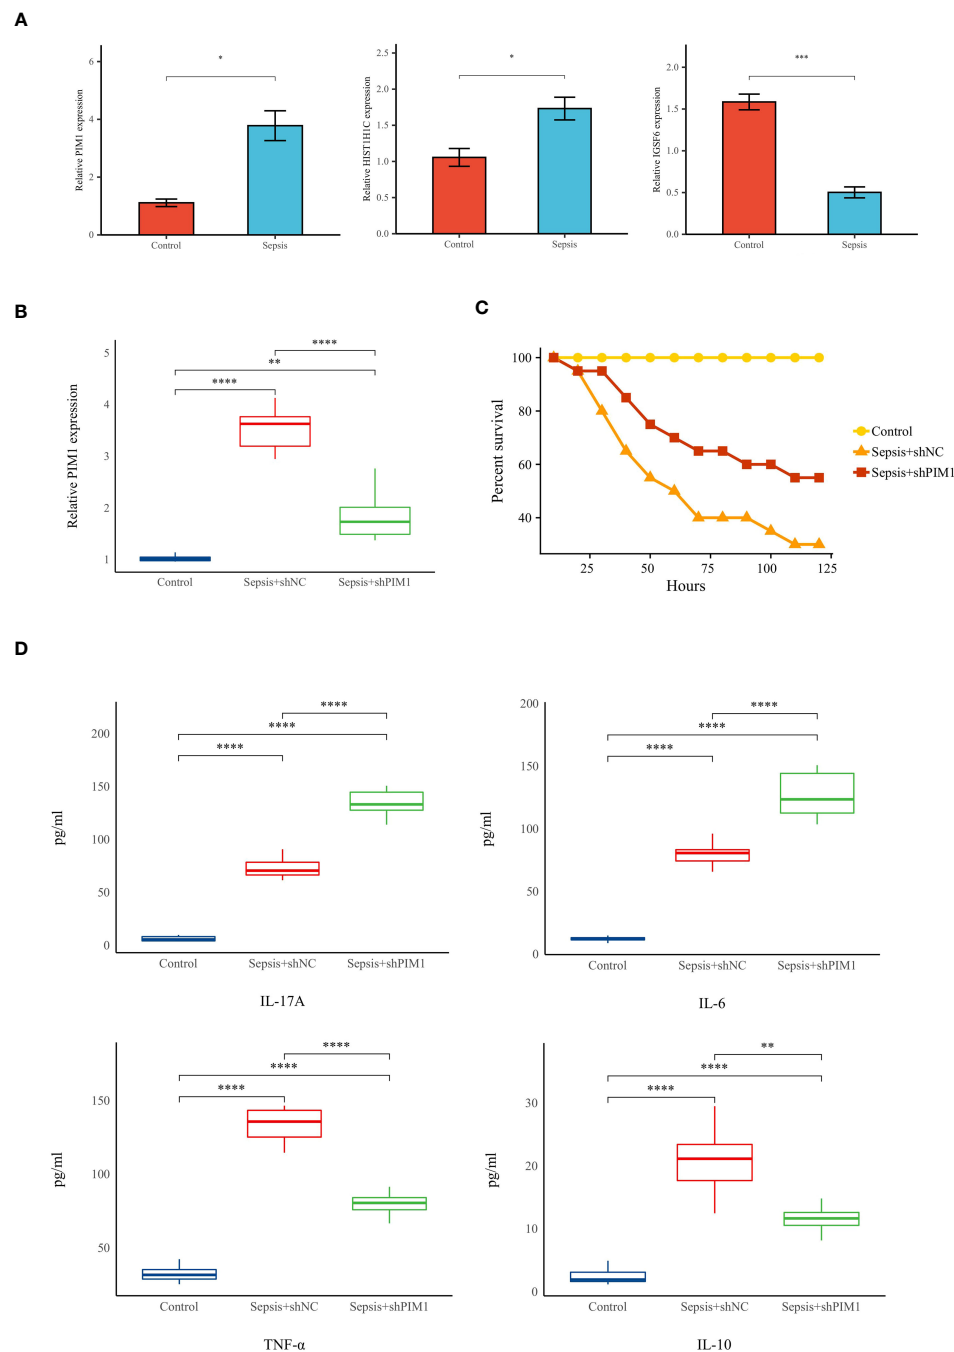 A
Relative PIM1 expression
6
4
2
0
*
Control
Sepsis
Relative HIST1H1C expression
2.5
2.0
1.5
1.0
0.5
0.0
*
Control
Sepsis
Relative IGSF6 expression
2.0
1.5
1.0
0.5
0.0
***
Control
Sepsis
B
Relative PIM1 expression
5
4
3
2
1
****
**
****
Control
Sepsis+shNC
Sepsis+shPIM1
C
Percent survival
100
80
60
40
25
50
75
100
125
Hours
Control
Sepsis+shNC
Sepsis+shPIM1
D
pg/ml
200
150
100
50
0
****
****
****
Control
Sepsis+shNC
Sepsis+shPIM1
IL-17A
pg/ml
200
150
100
50
0
****
****
****
Control
Sepsis+shNC
Sepsis+shPIM1
IL-6
pg/ml
150
100
50
****
****
****
Control
Sepsis+shNC
Sepsis+shPIM1
TNF-α
pg/ml
30
20
10
0
**
****
****
Control
Sepsis+shNC
Sepsis+shPIM1
IL-10